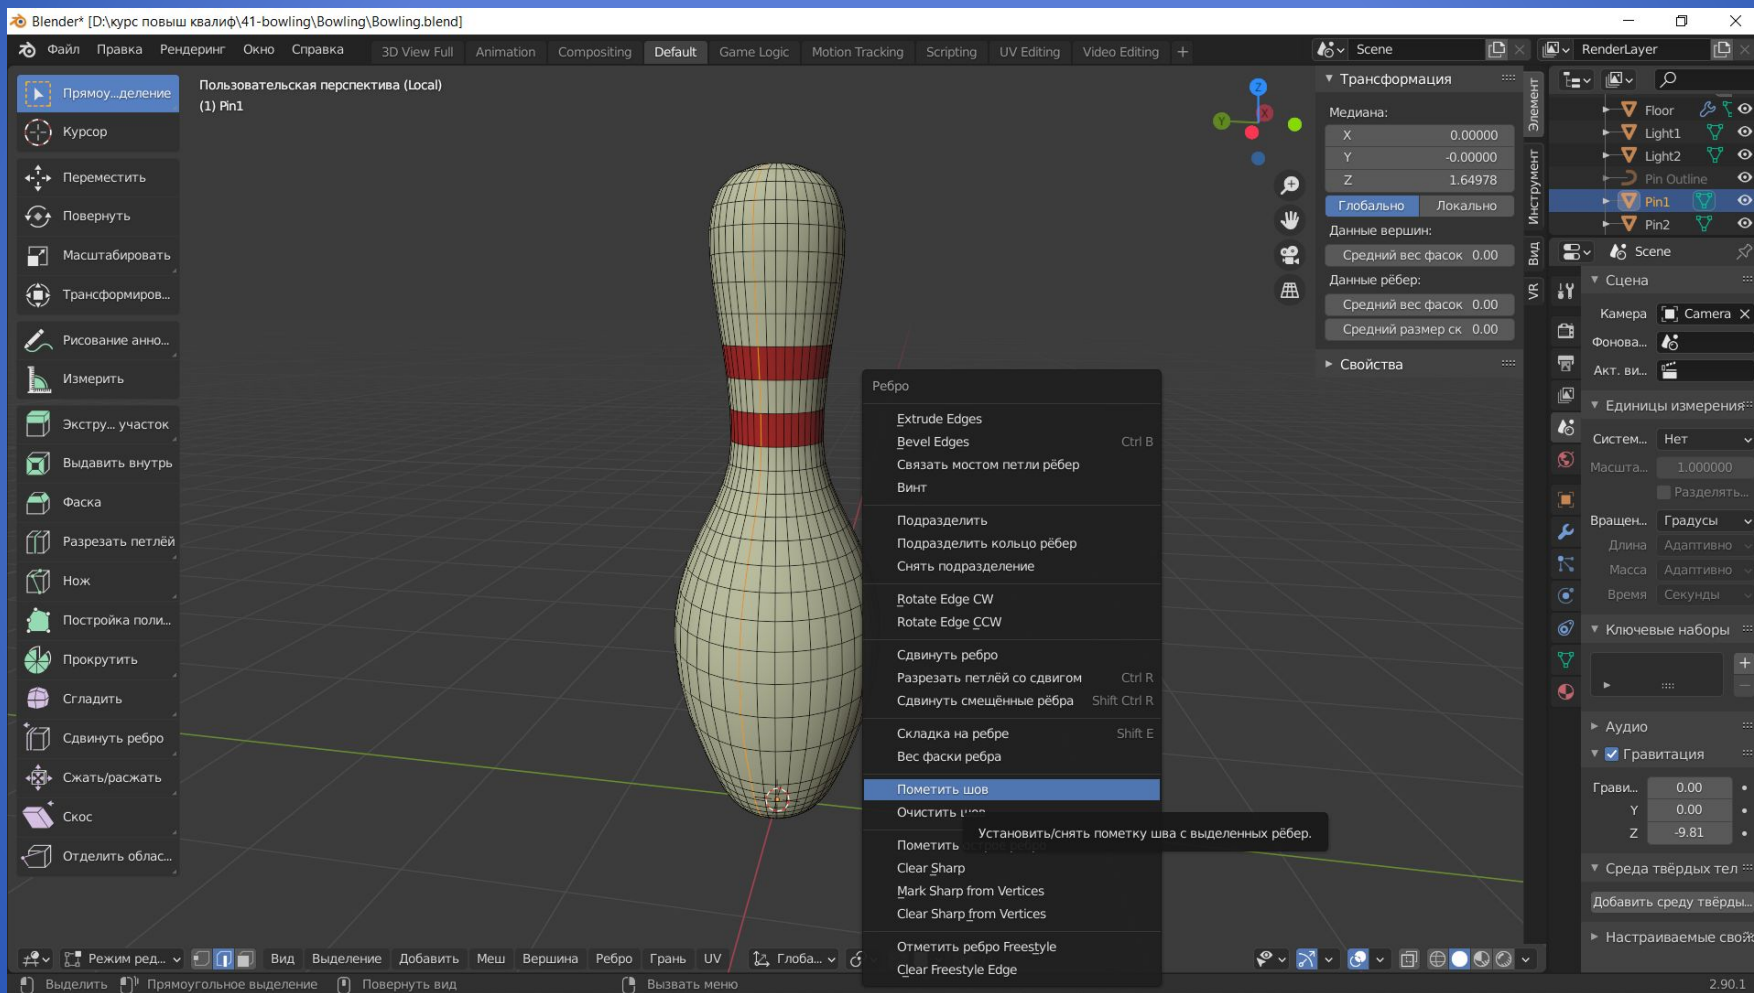 Blender* [D:\курс повыш квалиф\41-bowling\Bowling\Bowling.blend]
Файл Правка Рендеринг Окно Справка 3D View Full Animation Compositing Default Game Logic Motion Tracking Scripting UV Editing Video Editing + Scene RenderLayer
Прямоу...деление
Курсор
Переместить
Повернуть
Масштабировать
Трансформиров...
Рисование анно...
Измерить
Экстру... участок
Выдавить внутрь
Фаска
Разрезать петлёй
Нож
Постройка поли...
Прокрутить
Сгладить
Сдвинуть ребро
Сжать/расжать
Скос
Отделить облас...
Пользовательская перспектива (Local)
(1) Pin1
Z
Y
X
Ребро
Extrude Edges
Bevel Edges Ctrl B
Связать мостом петли рёбер
Винт
Подразделить
Подразделить кольцо рёбер
Снять подразделение
Rotate Edge CW
Rotate Edge CCW
Сдвинуть ребро
Разрезать петлёй со сдвигом Ctrl R
Сдвинуть смещённые рёбра Shift Ctrl R
Складка на ребре Shift E
Вес фаски ребра
Пометить шов
Очистить шов
Установить/снять пометку шва с выделенных рёбер.
Пометить
Clear Sharp
Mark Sharp from Vertices
Clear Sharp from Vertices
Отметить ребро Freestyle
Clear Freestyle Edge
Трансформация
Медиана:
X 0.00000
Y -0.00000
Z 1.64978
Глобально Локально
Данные вершин:
Средний вес фасок 0.00
Данные рёбер:
Средний вес фасок 0.00
Средний размер ск 0.00
Свойства
Элемент
Инструмент
Вид
VR
Floor
Light1
Light2
Pin Outline
Pin1
Pin2
Scene
Сцена
Камера Camera
Фонова...
Акт. ви...
Единицы измерения
Систем... Нет
Масшта... 1.000000
Разделять...
Вращен... Градусы
Длина Адаптивно
Масса Адаптивно
Время Секунды
Ключевые наборы
Аудио
Гравитация
Грави... 0.00
Y 0.00
Z -9.81
Среда твёрдых тел
Добавить среду твёрды...
Настраиваемые свой
Режим ред... Вид Выделение Добавить Меш Вершина Ребро Грань UV Глоба...
Выделить Прямоугольное выделение Повернуть вид Вызвать меню 2.90.1